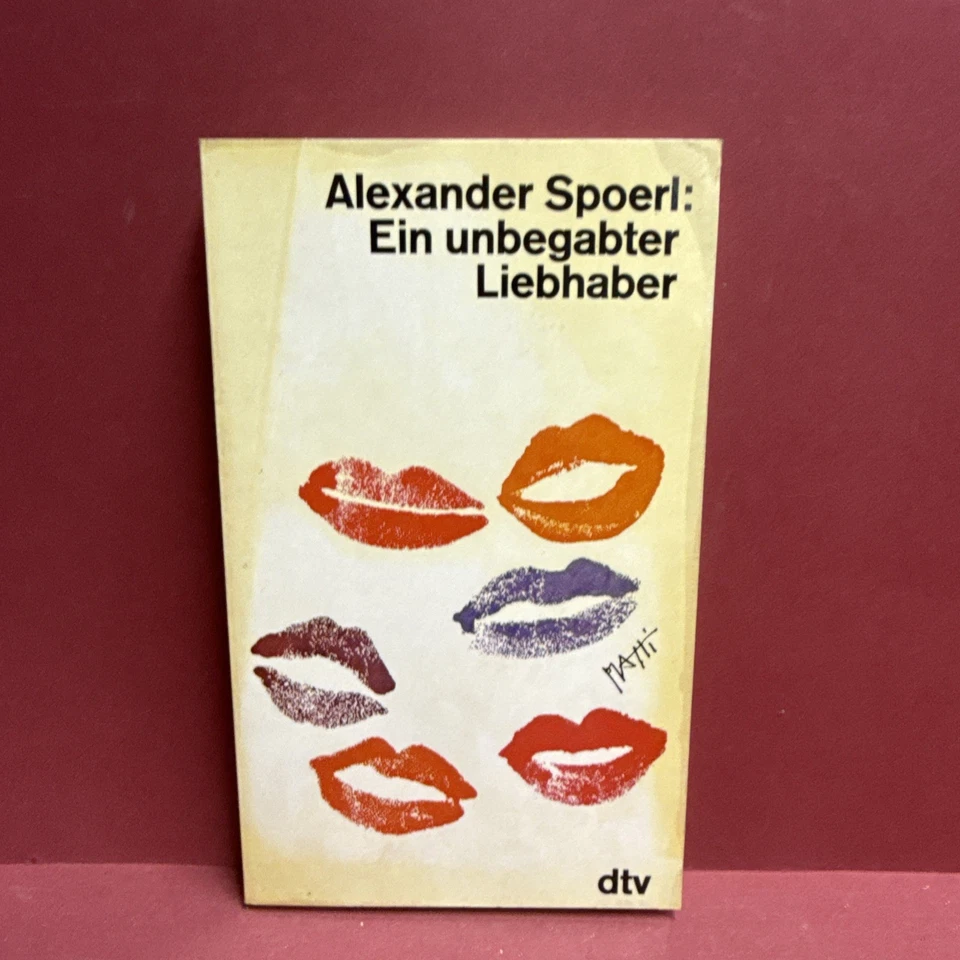 Alexander Spoerl:
Ein unbegabter
Liebhaber
MAtti
dtv